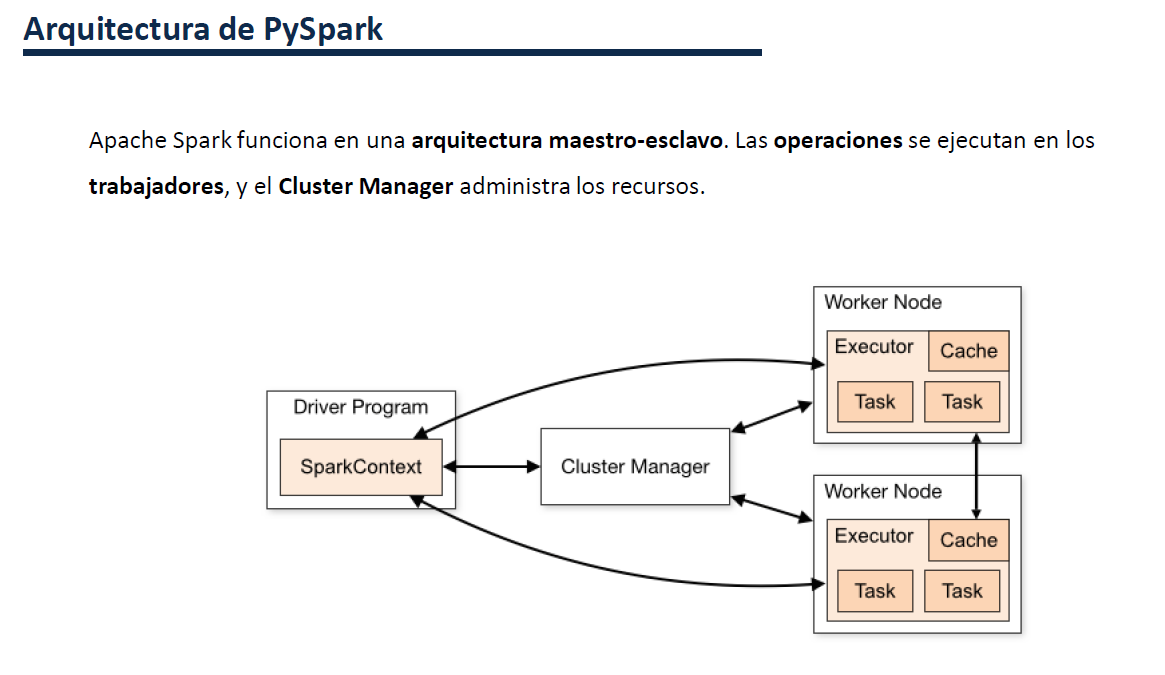 Arquitectura de PySpark
Apache Spark funciona en una arquitectura maestro-esclavo. Las operaciones se ejecutan en los
trabajadores, y el Cluster Manager administra los recursos.
Driver Program
SparkContext
Cluster Manager
Worker Node
Executor
Cache
Task
Task
Worker Node
Executor
Cache
Task
Task